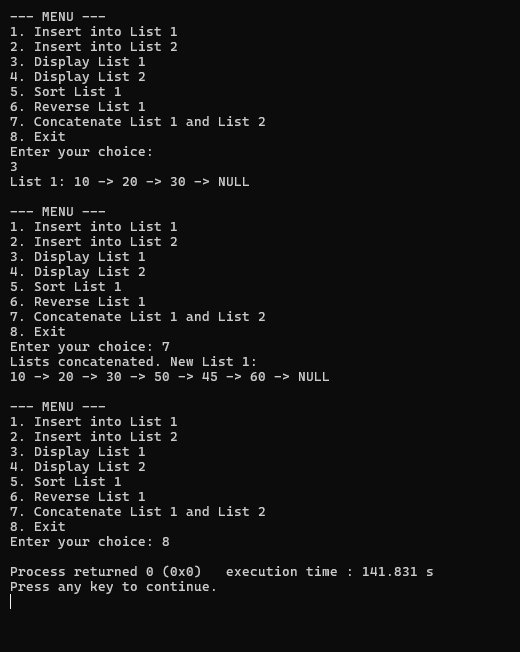 --- MENU ---
1. Insert into List 1
2. Insert into List 2
3. Display List 1
4. Display List 2
5. Sort List 1
6. Reverse List 1
7. Concatenate List 1 and List 2
8. Exit
Enter your choice:
3
List 1: 10 -> 20 -> 30 -> NULL

--- MENU ---
1. Insert into List 1
2. Insert into List 2
3. Display List 1
4. Display List 2
5. Sort List 1
6. Reverse List 1
7. Concatenate List 1 and List 2
8. Exit
Enter your choice: 7
Lists concatenated. New List 1:
10 -> 20 -> 30 -> 50 -> 45 -> 60 -> NULL

--- MENU ---
1. Insert into List 1
2. Insert into List 2
3. Display List 1
4. Display List 2
5. Sort List 1
6. Reverse List 1
7. Concatenate List 1 and List 2
8. Exit
Enter your choice: 8

Process returned 0 (0x0)   execution time : 141.831 s
Press any key to continue.